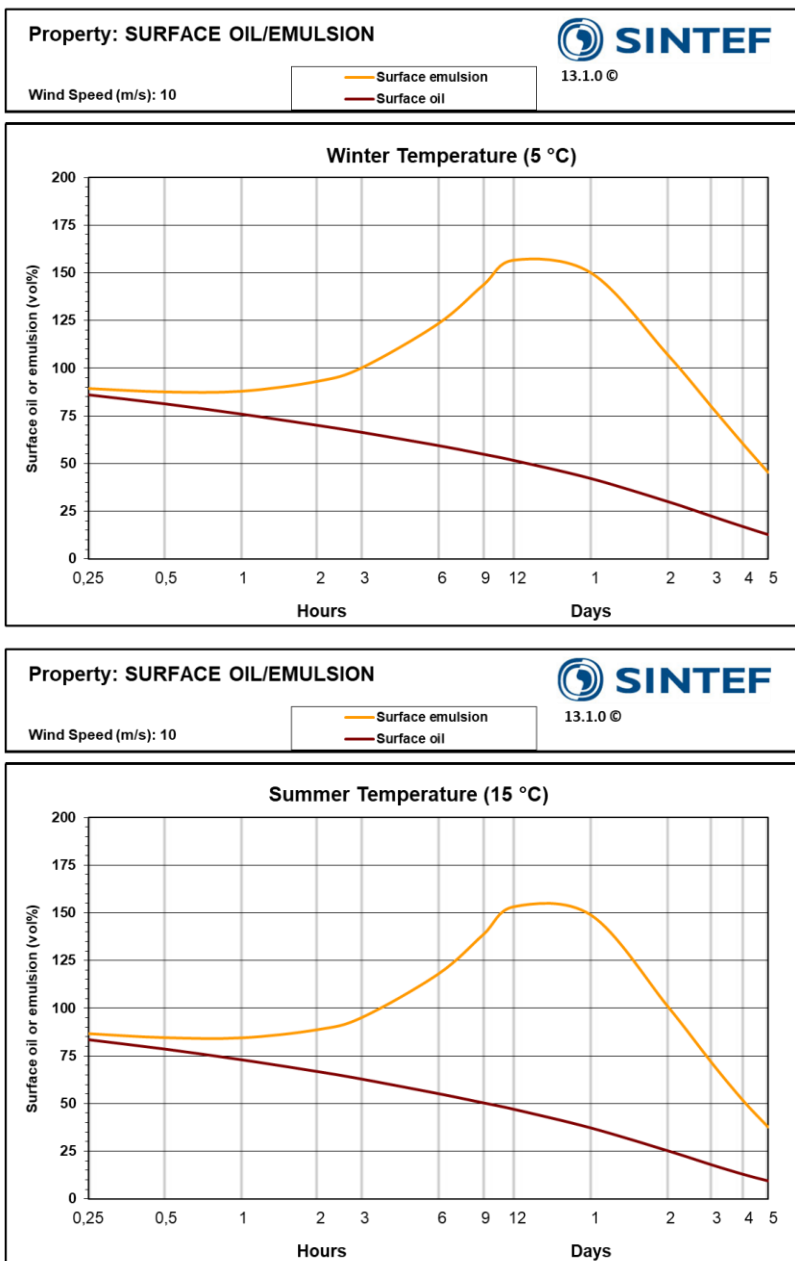 Property: SURFACE OIL/EMULSION
SINTEF
Surface emulsion
13.1.0 ©
Wind Speed (m/s): 10
Surface oil
Winter Temperature (5 °C)
Surface oil or emulsion (vol%)
200
175
150
125
100
75
50
25
0
0,25 0,5 1 2 3 6 9 12 1 2 3 4 5
Hours Days
Property: SURFACE OIL/EMULSION
SINTEF
Surface emulsion
13.1.0 ©
Wind Speed (m/s): 10
Surface oil
Summer Temperature (15 °C)
Surface oil or emulsion (vol%)
200
175
150
125
100
75
50
25
0
0,25 0,5 1 2 3 6 9 12 1 2 3 4 5
Hours Days